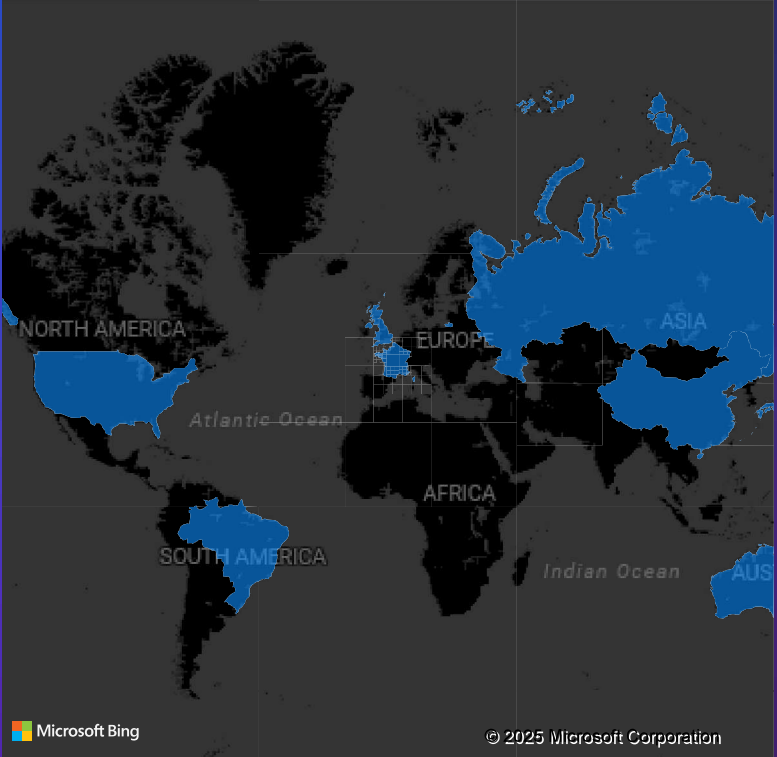 NORTH AMERICA
ASIA
EUROPE
Atlantic Ocean
AFRICA
SOUTH AMERICA
Indian Ocean
AUS
Microsoft Bing
© 2025 Microsoft Corporation